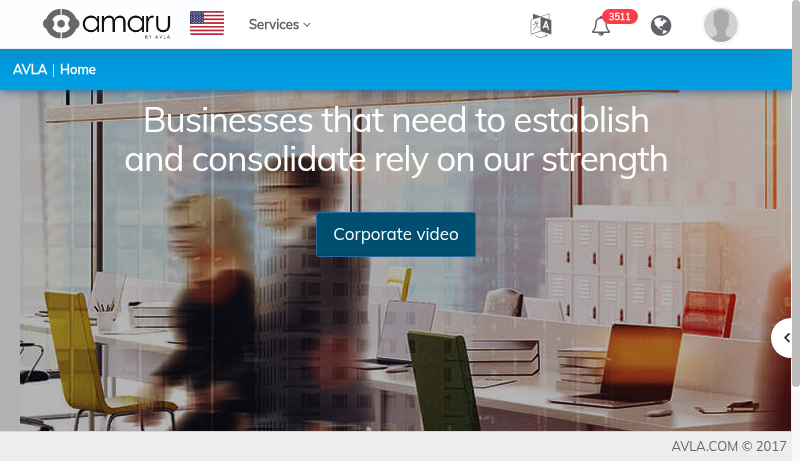 amaru
BY AVLA
Services
3511
AVLA | Home
Businesses that need to establish
and consolidate rely on our strength
Corporate video
AVLA.COM © 2017